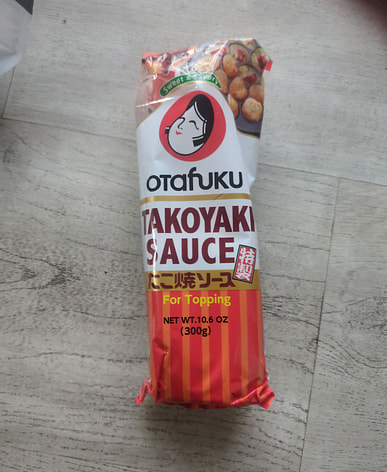 Sweet & Savory
OTAFUKU
TAKOYAKI
SAUCE
特製
たこ焼ソース
For Topping
NET WT.10.6 OZ
(300g)